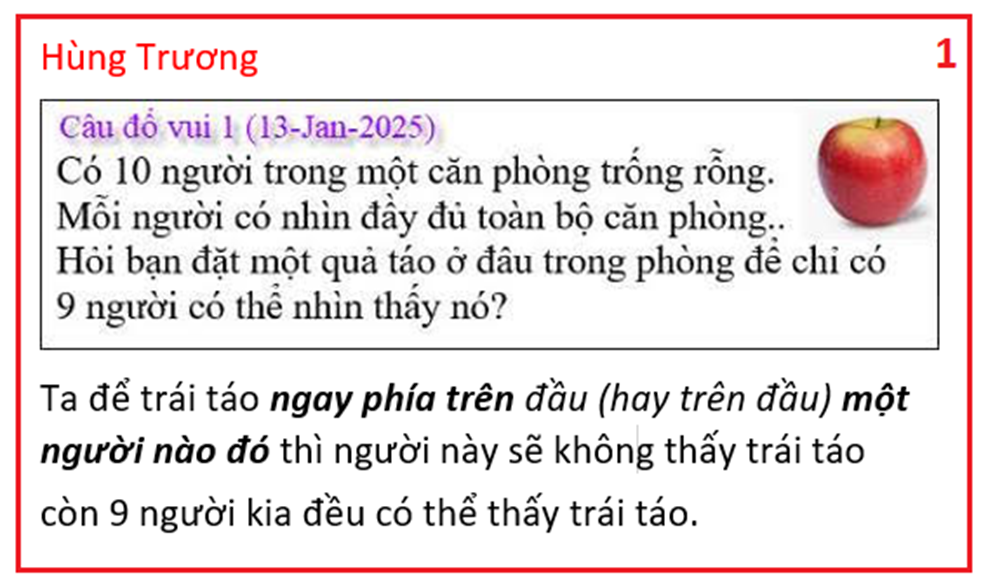 Hùng Trương
1
Câu đố vui 1 (13-Jan-2025)
Có 10 người trong một căn phòng trống rỗng.
Mỗi người có nhìn đầy đủ toàn bộ căn phòng..
Hỏi bạn đặt một quả táo ở đâu trong phòng để chỉ có
9 người có thể nhìn thấy nó?
Ta để trái táo ngay phía trên đầu (hay trên đầu) một
người nào đó thì người này sẽ không thấy trái táo
còn 9 người kia đều có thể thấy trái táo.